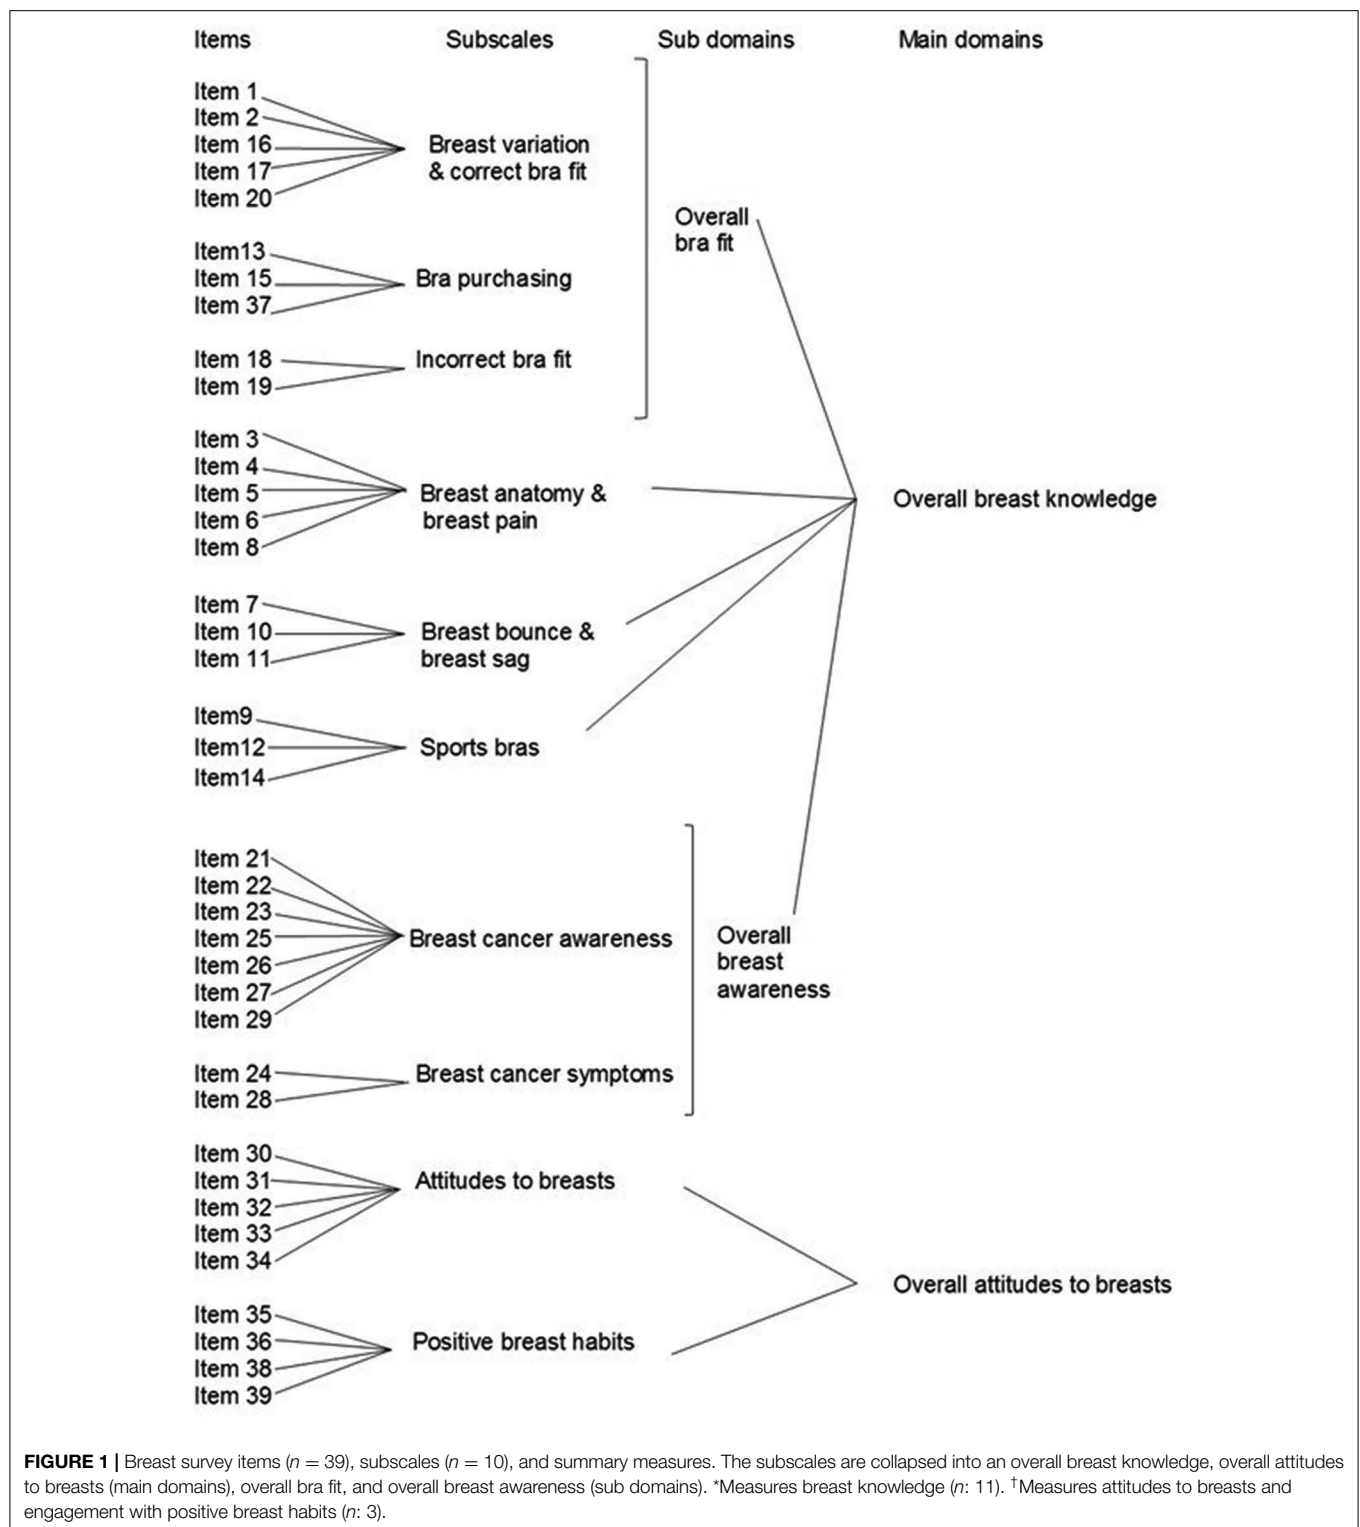 Items Subscales Sub domains Main domains
Item 1
Item 2
Item 16
Item 17
Item 20
Breast variation
& correct bra fit
Item13
Item 15
Item 37
Bra purchasing
Item 18
Item 19
Incorrect bra fit
Overall
bra fit
Item 3
Item 4
Item 5
Item 6
Item 8
Breast anatomy &
breast pain
Overall breast knowledge
Item 7
Item 10
Item 11
Breast bounce &
breast sag
Item9
Item12
Item14
Sports bras
Item 21
Item 22
Item 23
Item 25
Item 26
Item 27
Item 29
Breast cancer awareness
Overall
breast
awareness
Item 24
Item 28
Breast cancer symptoms
Item 30
Item 31
Item 32
Item 33
Item 34
Attitudes to breasts
Overall attitudes to breasts
Item 35
Item 36
Item 38
Item 39
Positive breast habits
FIGURE 1 | Breast survey items (n = 39), subscales (n = 10), and summary measures. The subscales are collapsed into an overall breast knowledge, overall attitudes
to breasts (main domains), overall bra fit, and overall breast awareness (sub domains). *Measures breast knowledge (n: 11). †Measures attitudes to breasts and
engagement with positive breast habits (n: 3).